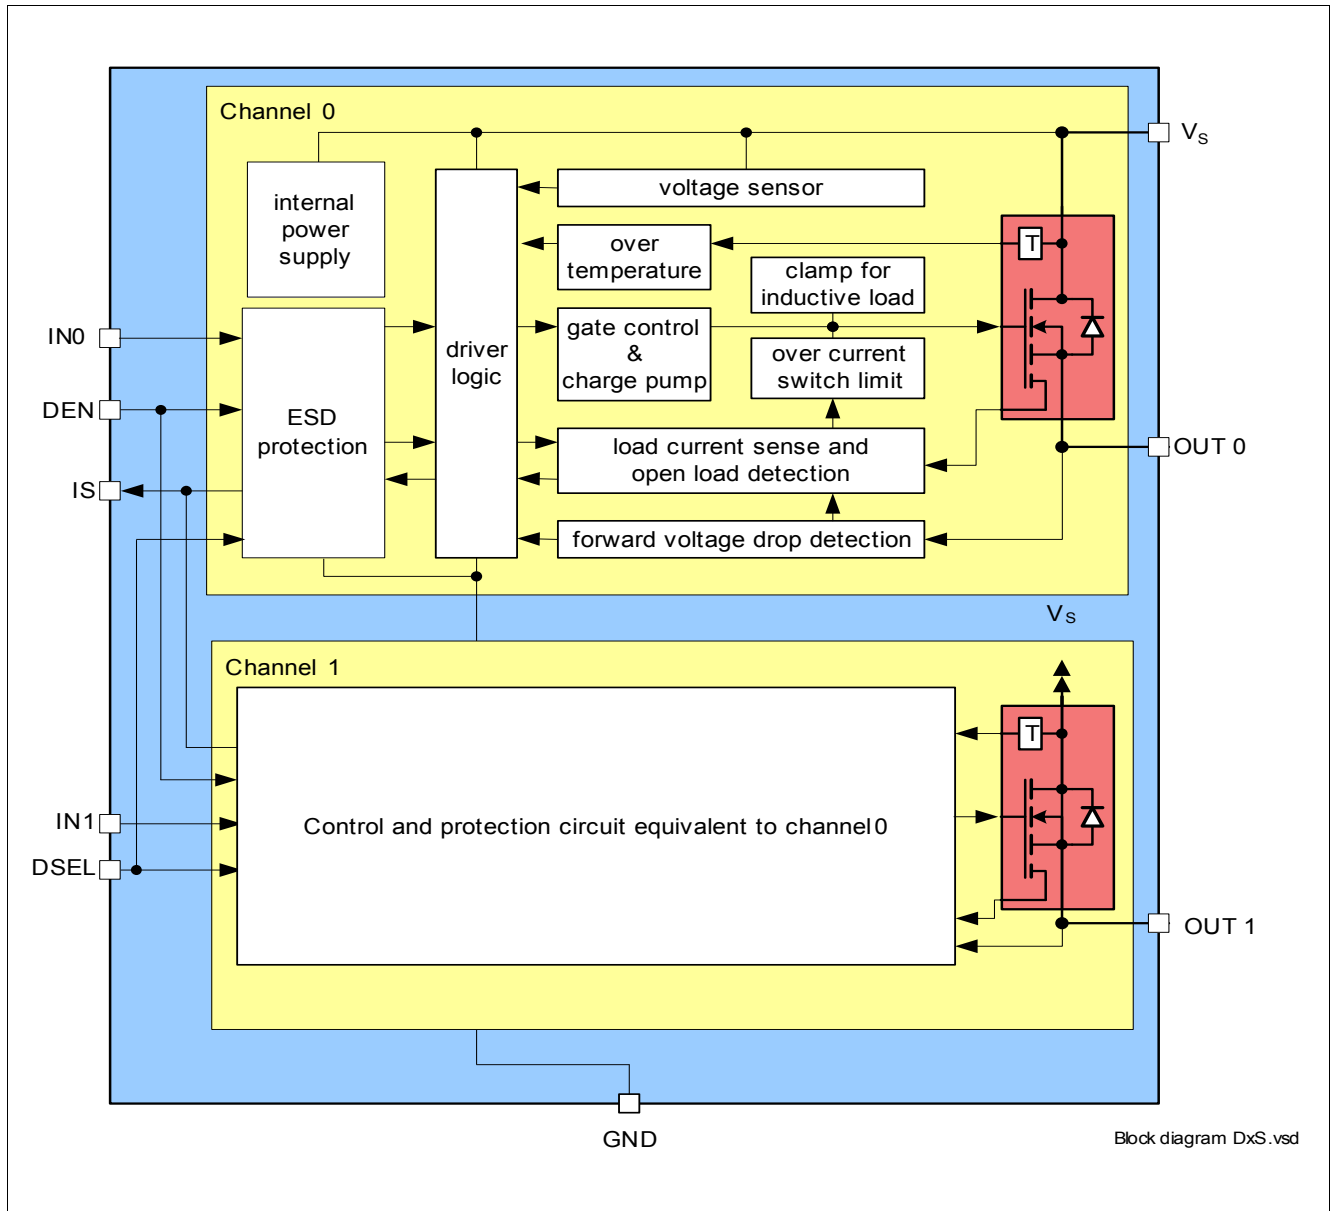 Channel 0
VS
internal
power
supply
voltage sensor
T
over
temperature
clamp for
inductive load
IN0
driver
logic
gate control
&
charge pump
over current
switch limit
DEN
ESD
protection
load current sense and
open load detection
OUT 0
IS
forward voltage drop detection
VS
Channel 1
T
IN1
Control and protection circuit equivalent to channel 0
DSEL
OUT 1
GND
Block diagram DxS.vsd